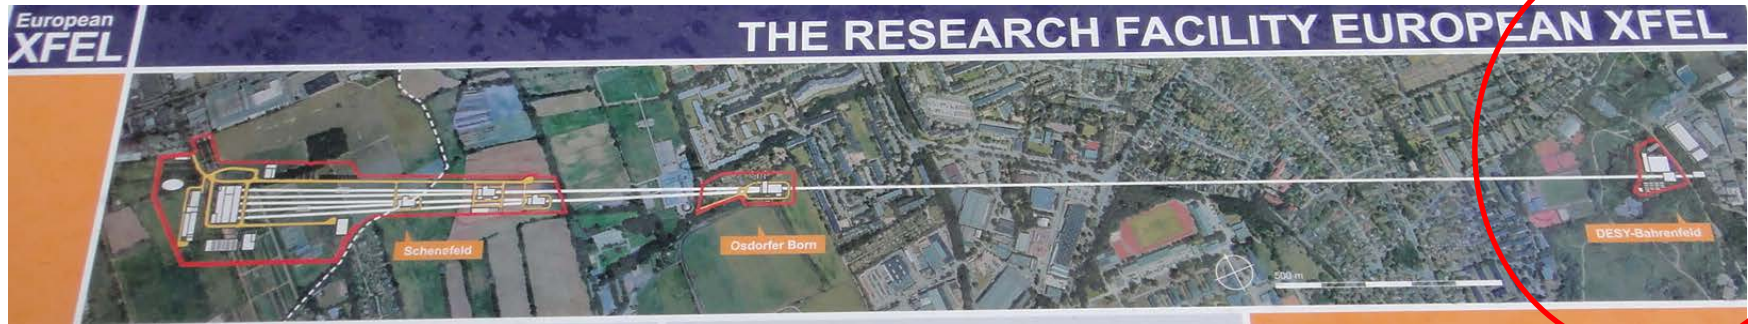 European
XFEL
THE RESEARCH FACILITY EUROPEAN XFEL
Schenefeld
Osdorfer Born
DESY-Bahrenfeld
500 m